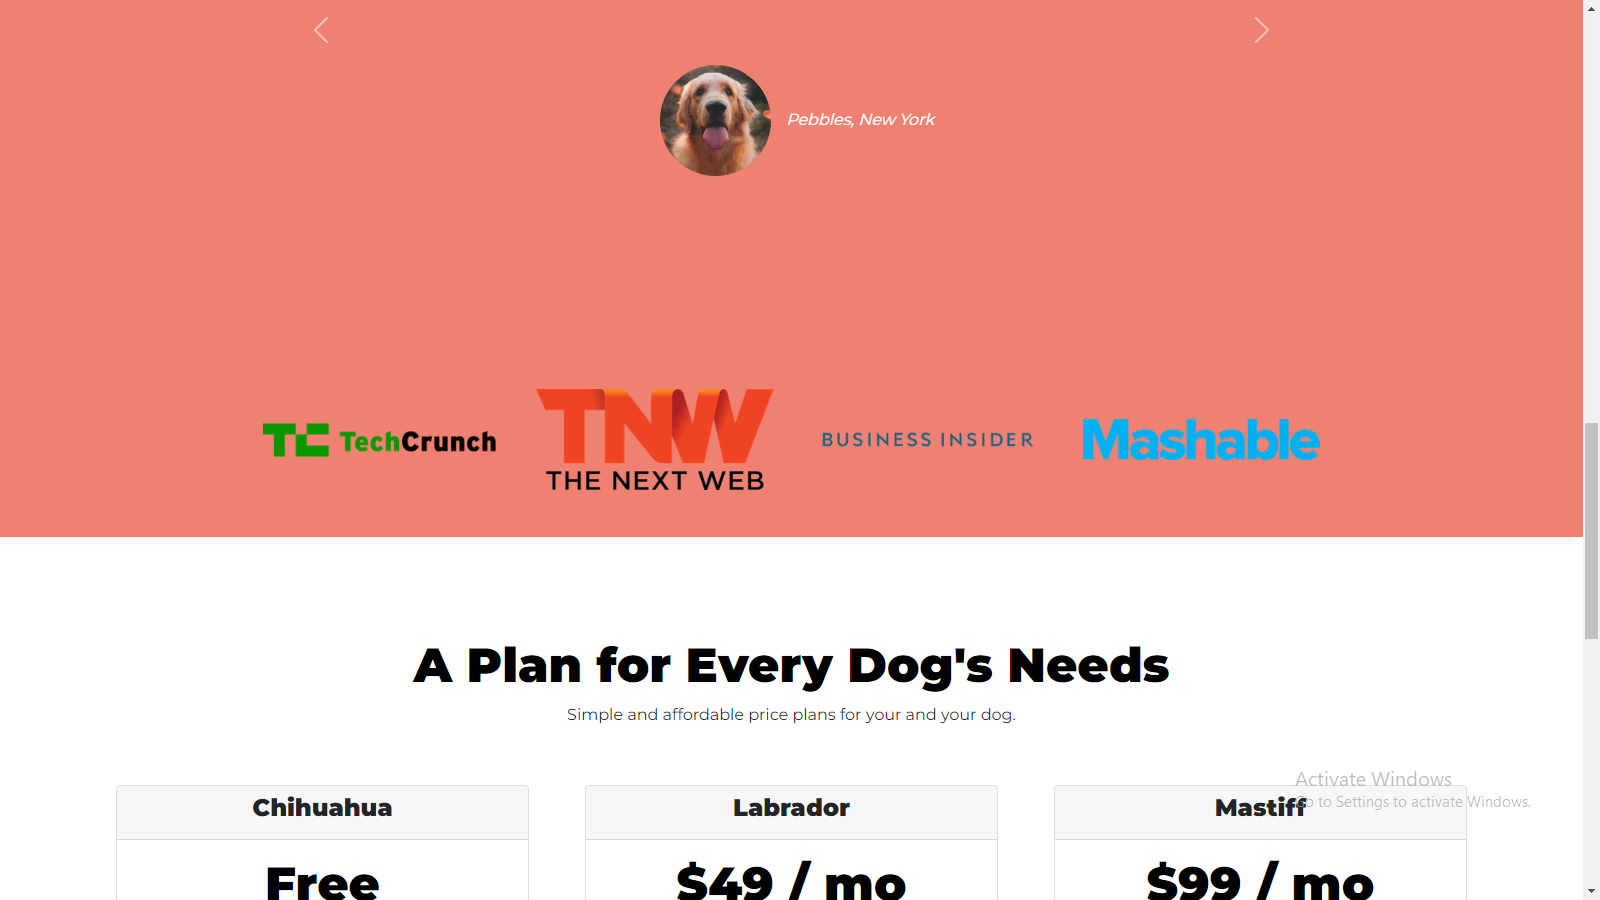 Pebbles, New York
TC TechCrunch
TNW
THE NEXT WEB
BUSINESS INSIDER
Mashable
A Plan for Every Dog's Needs
Simple and affordable price plans for your and your dog.
Chihuahua
Labrador
Mastiff
Free
$49 / mo
$99 / mo
Activate Windows
Go to Settings to activate Windows.